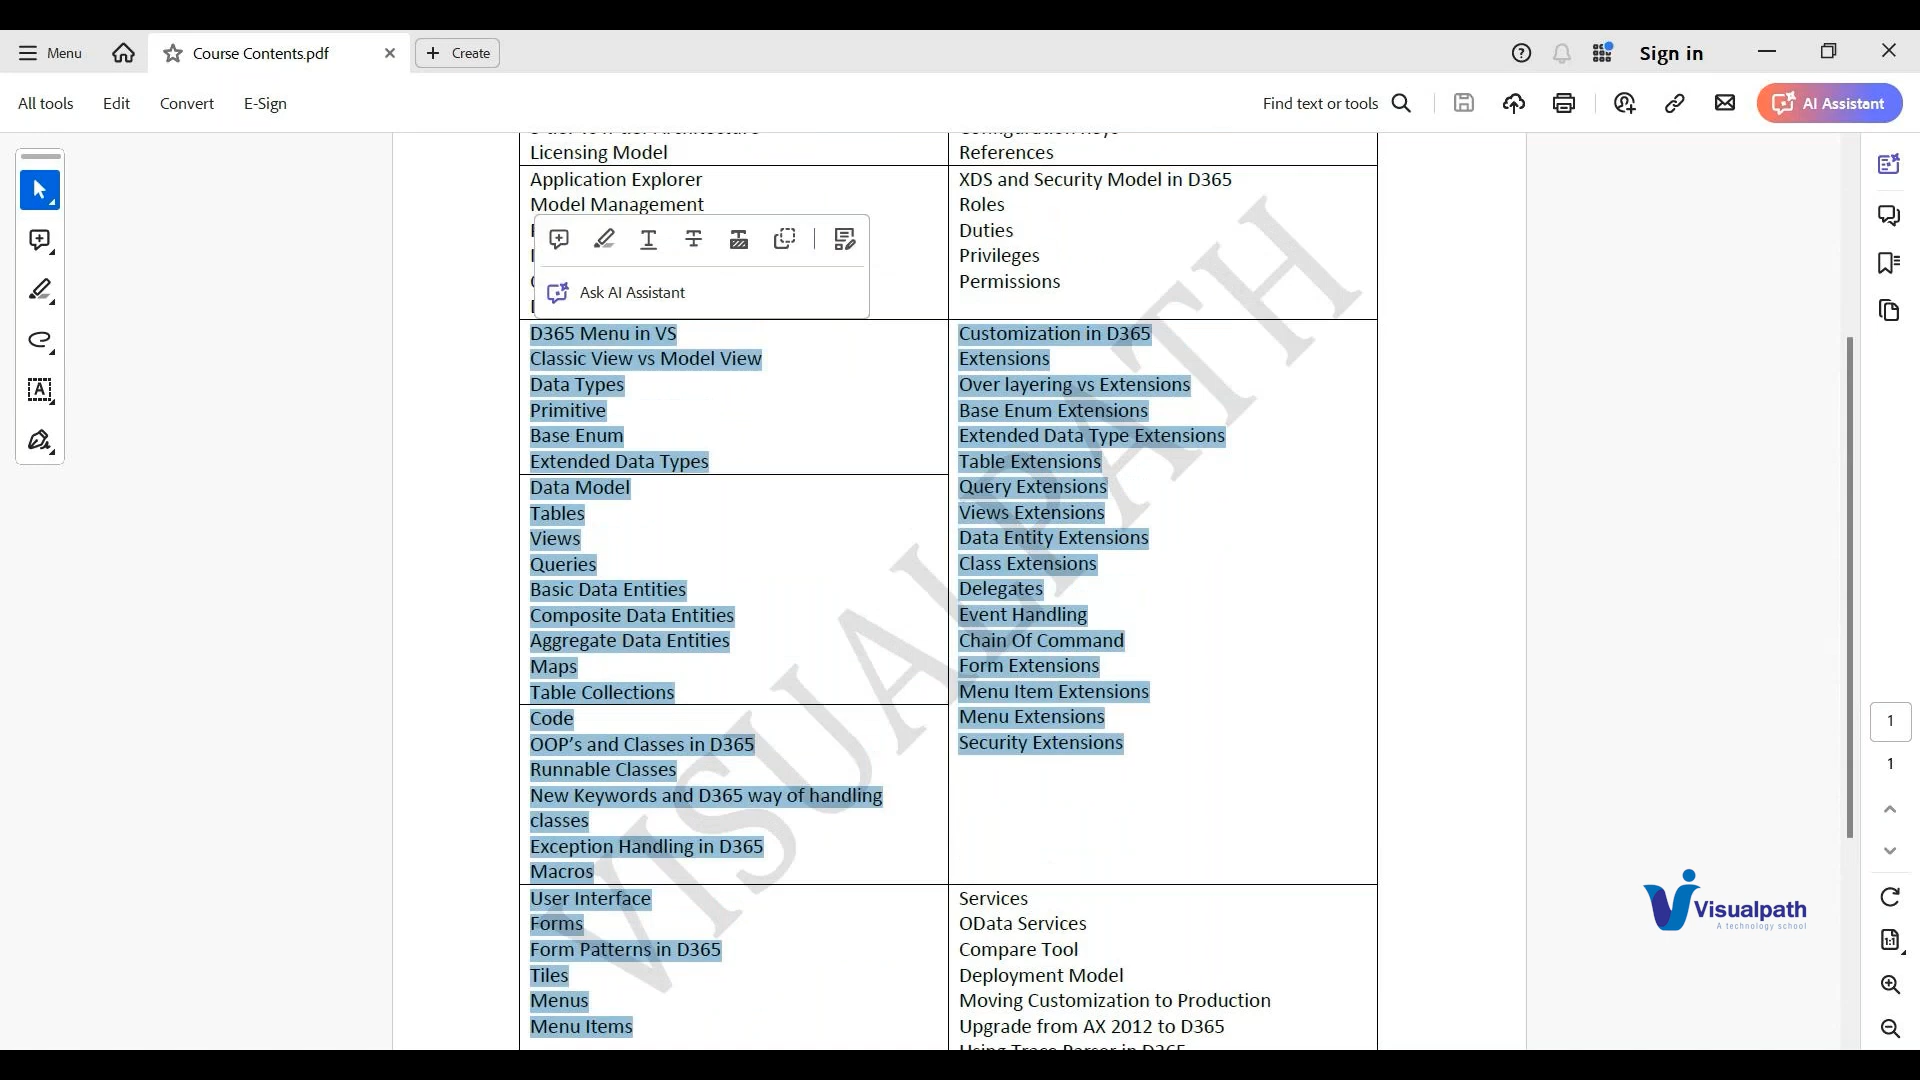 Menu
Course Contents.pdf
Create
Sign in
All tools
Edit
Convert
E-Sign
Find text or tools
AI Assistant
Licensing Model
Application Explorer
Model Management
Ask AI Assistant
D365 Menu in VS
Classic View vs Model View
Data Types
Primitive
Base Enum
Extended Data Types
Data Model
Tables
Views
Queries
Basic Data Entities
Composite Data Entities
Aggregate Data Entities
Maps
Table Collections
Code
OOP’s and Classes in D365
Runnable Classes
New Keywords and D365 way of handling
classes
Exception Handling in D365
Macros
User Interface
Forms
Form Patterns in D365
Tiles
Menus
Menu Items
Configuration Keys
References
XDS and Security Model in D365
Roles
Duties
Privileges
Permissions
Customization in D365
Extensions
Over layering vs Extensions
Base Enum Extensions
Extended Data Type Extensions
Table Extensions
Query Extensions
Views Extensions
Data Entity Extensions
Class Extensions
Delegates
Event Handling
Chain Of Command
Form Extensions
Menu Item Extensions
Menu Extensions
Security Extensions
Services
OData Services
Compare Tool
Deployment Model
Moving Customization to Production
Upgrade from AX 2012 to D365
Using Trace Parser in D365
VISUALPATH
1
1
Visualpath
A technology school